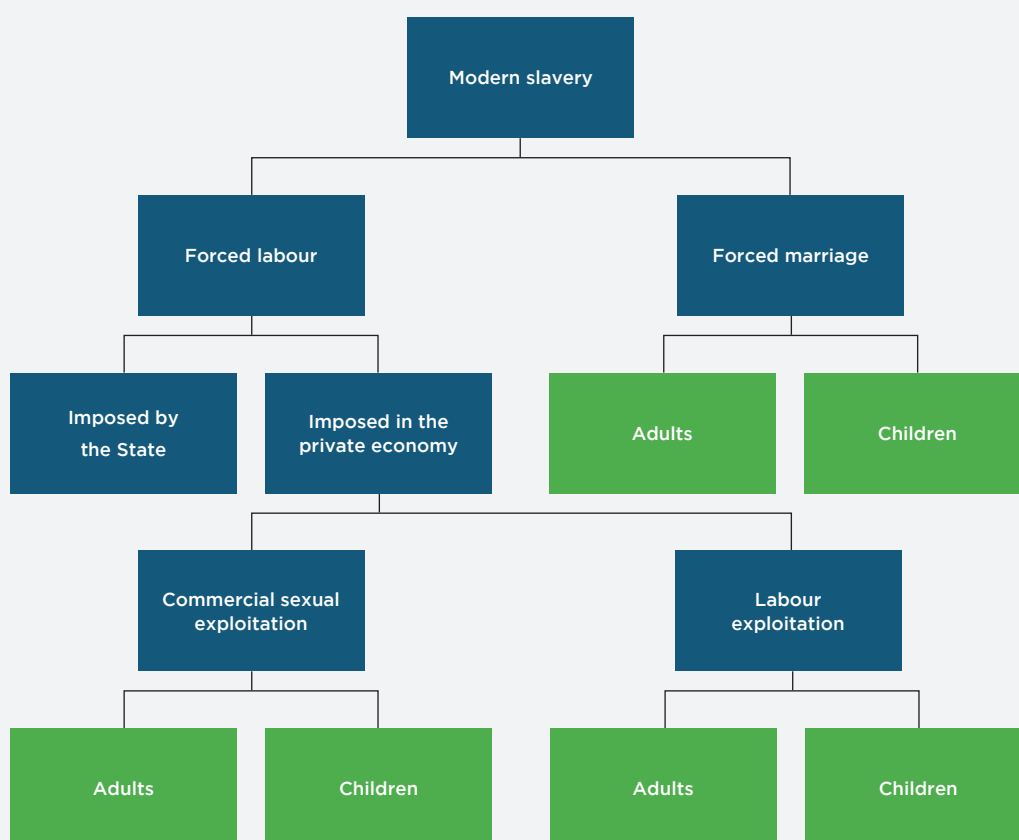 Modern slavery
Forced labour
Forced marriage
Imposed by
the State
Imposed in the
private economy
Adults
Children
Commercial sexual
exploitation
Labour
exploitation
Adults
Children
Adults
Children